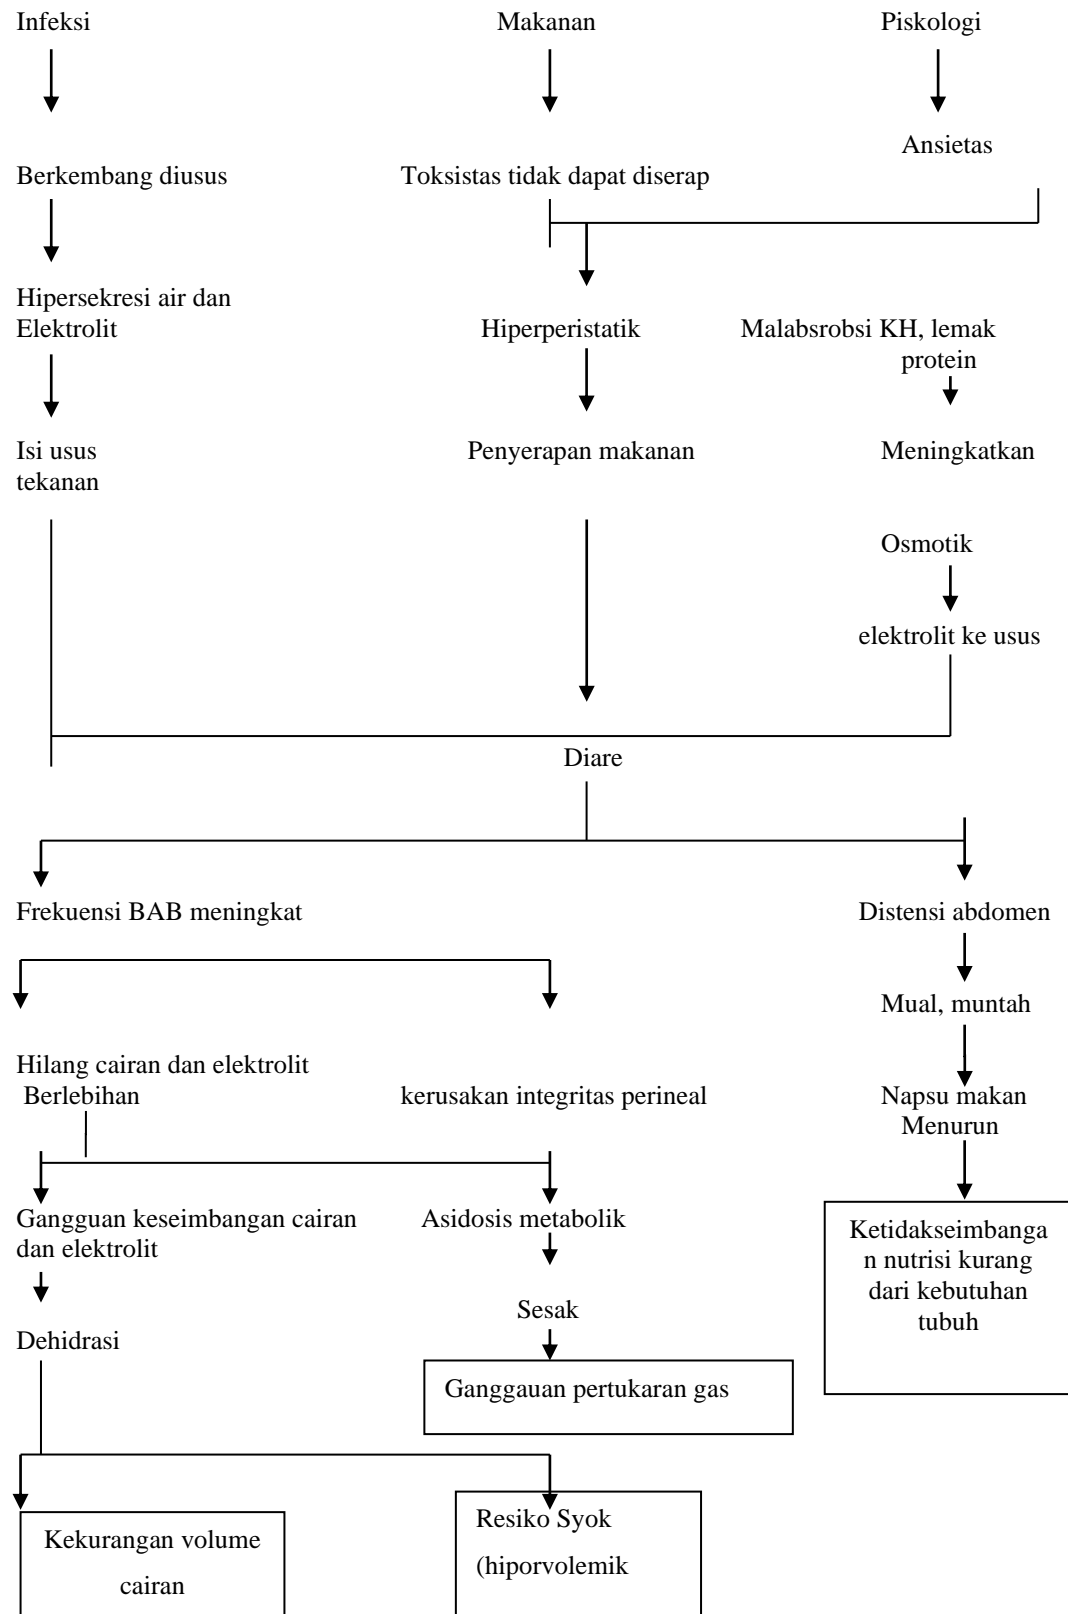 Infeksi
Makanan
Piskologi
Ansietas
Berkembang diusus
Toksistas tidak dapat diserap
Hipersekresi air dan
Elektrolit
Hiperperistatik
Malabsrobsi KH, lemak
protein
Isi usus
tekanan
Penyerapan makanan
Meningkatkan
Osmotik
elektrolit ke usus
Diare
Frekuensi BAB meningkat
Distensi abdomen
Mual, muntah
Hilang cairan dan elektrolit
Berlebihan
kerusakan integritas perineal
Napsu makan
Menurun
Gangguan keseimbangan cairan
dan elektrolit
Asidosis metabolik
Ketidakseimbanga
n nutrisi kurang
dari kebutuhan
tubuh
Sesak
Dehidrasi
Ganggauan pertukaran gas
Kekurangan volume
cairan
Resiko Syok
(hiporvolemik